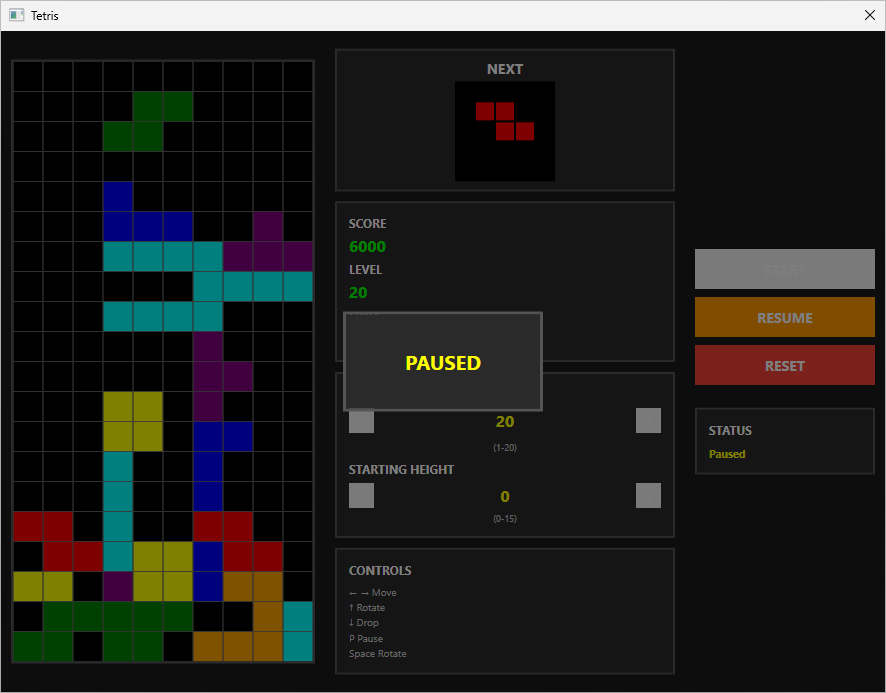 Tetris
NEXT
SCORE
6000
LEVEL
20
PAUSED
20
(1-20)
STARTING HEIGHT
0
(0-15)
CONTROLS
← → Move
↑ Rotate
↓ Drop
P Pause
Space Rotate
START
RESUME
RESET
STATUS
Paused